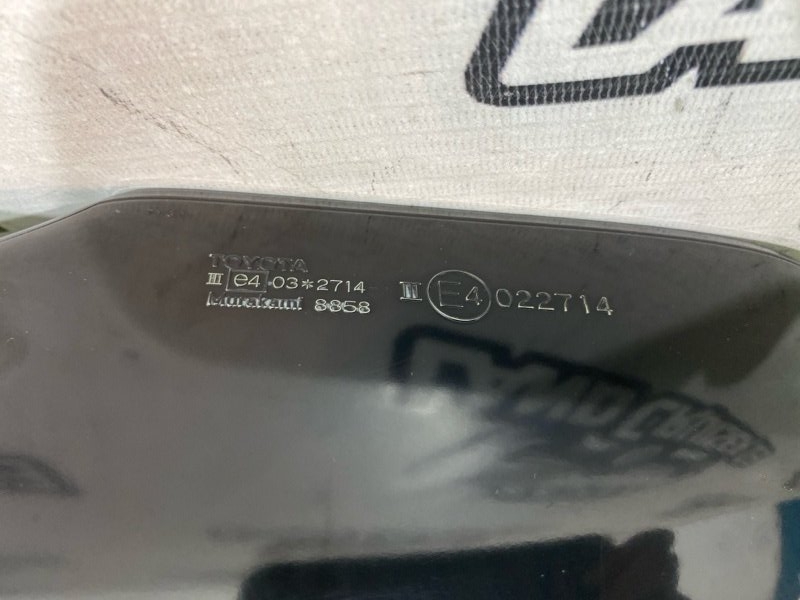 TOYOTA
III e4 03*2714
Murakami 8858
III E4 022714